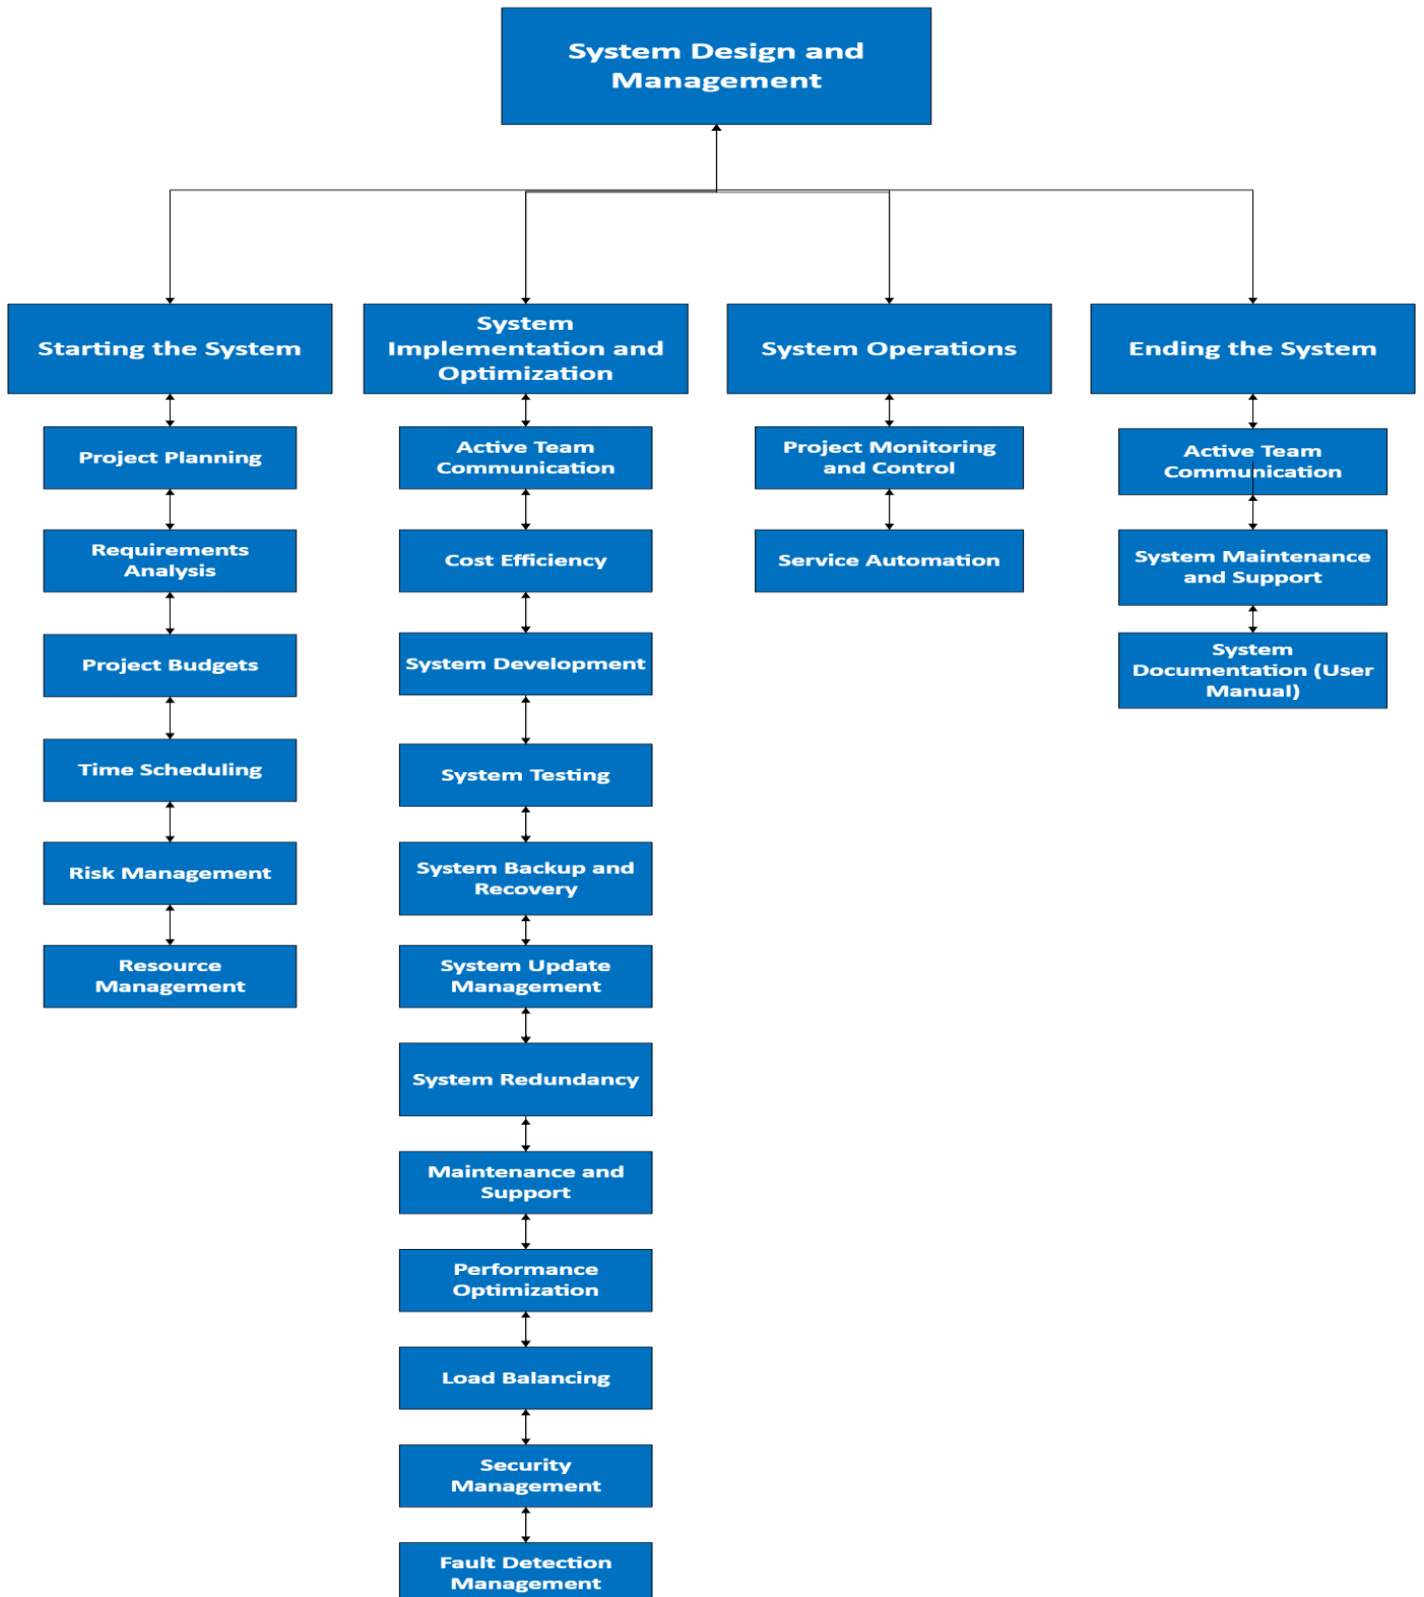 System Design and
Management
Starting the System
System
Implementation and
Optimization
System Operations
Ending the System
Project Planning
Requirements
Analysis
Project Budgets
Time Scheduling
Risk Management
Resource
Management
Active Team
Communication
Cost Efficiency
System Development
System Testing
System Backup and
Recovery
System Update
Management
System Redundancy
Maintenance and
Support
Performance
Optimization
Load Balancing
Security
Management
Fault Detection
Management
Project Monitoring
and Control
Service Automation
Active Team
Communication
System Maintenance
and Support
System
Documentation (User
Manual)